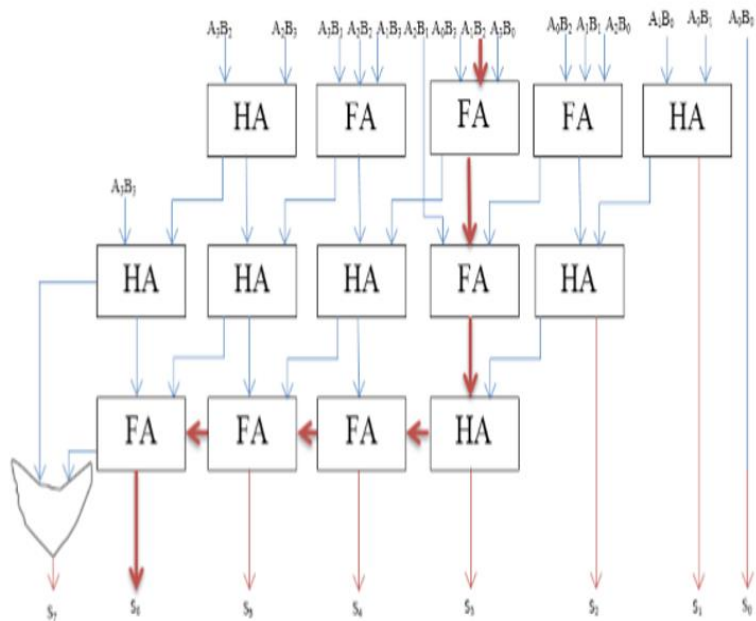 A₃B₂ A₂B₃ A₃B₁ A₂B₂ A₁B₃ A₂B₁ A₀B₃ A₁B₂ A₃B₀ A₀B₂ A₁B₁ A₂B₀ A₁B₀ A₀B₁ A₀B₀
HA FA FA FA HA
A₃B₃
HA HA HA FA HA
FA FA FA HA
S₇ S₆ S₅ S₄ S₃ S₂ S₁ S₀